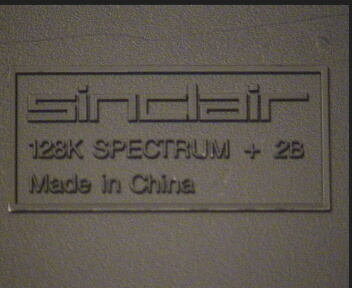 sinclair
128K SPECTRUM + 2B
Made in China